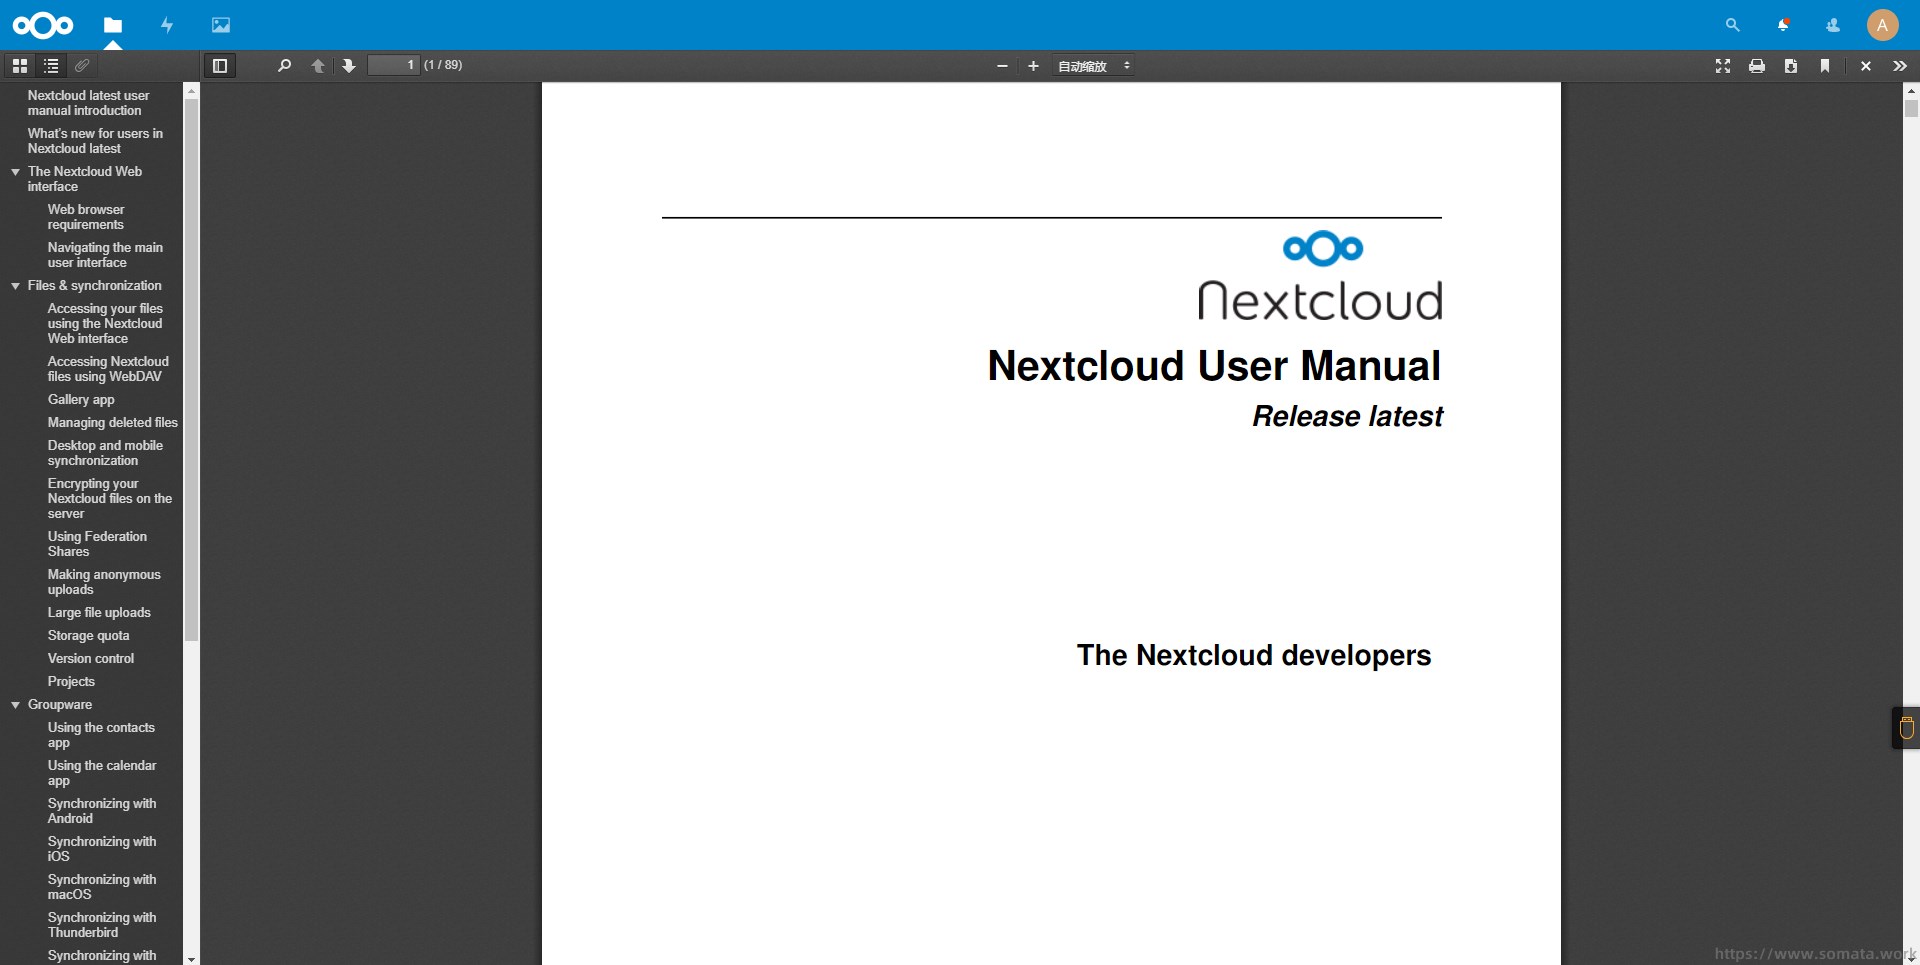 A
1 (1 / 89)
自动缩放
Nextcloud latest user
manual introduction
What's new for users in
Nextcloud latest
The Nextcloud Web
interface
Web browser
requirements
Navigating the main
user interface
Files & synchronization
Accessing your files
using the Nextcloud
Web interface
Accessing Nextcloud
files using WebDAV
Gallery app
Managing deleted files
Desktop and mobile
synchronization
Encrypting your
Nextcloud files on the
server
Using Federation
Shares
Making anonymous
uploads
Large file uploads
Storage quota
Version control
Projects
Groupware
Using the contacts
app
Using the calendar
app
Synchronizing with
Android
Synchronizing with
iOS
Synchronizing with
macOS
Synchronizing with
Thunderbird
Synchronizing with
Nextcloud
Nextcloud User Manual
Release latest
The Nextcloud developers
https://www.somata.work